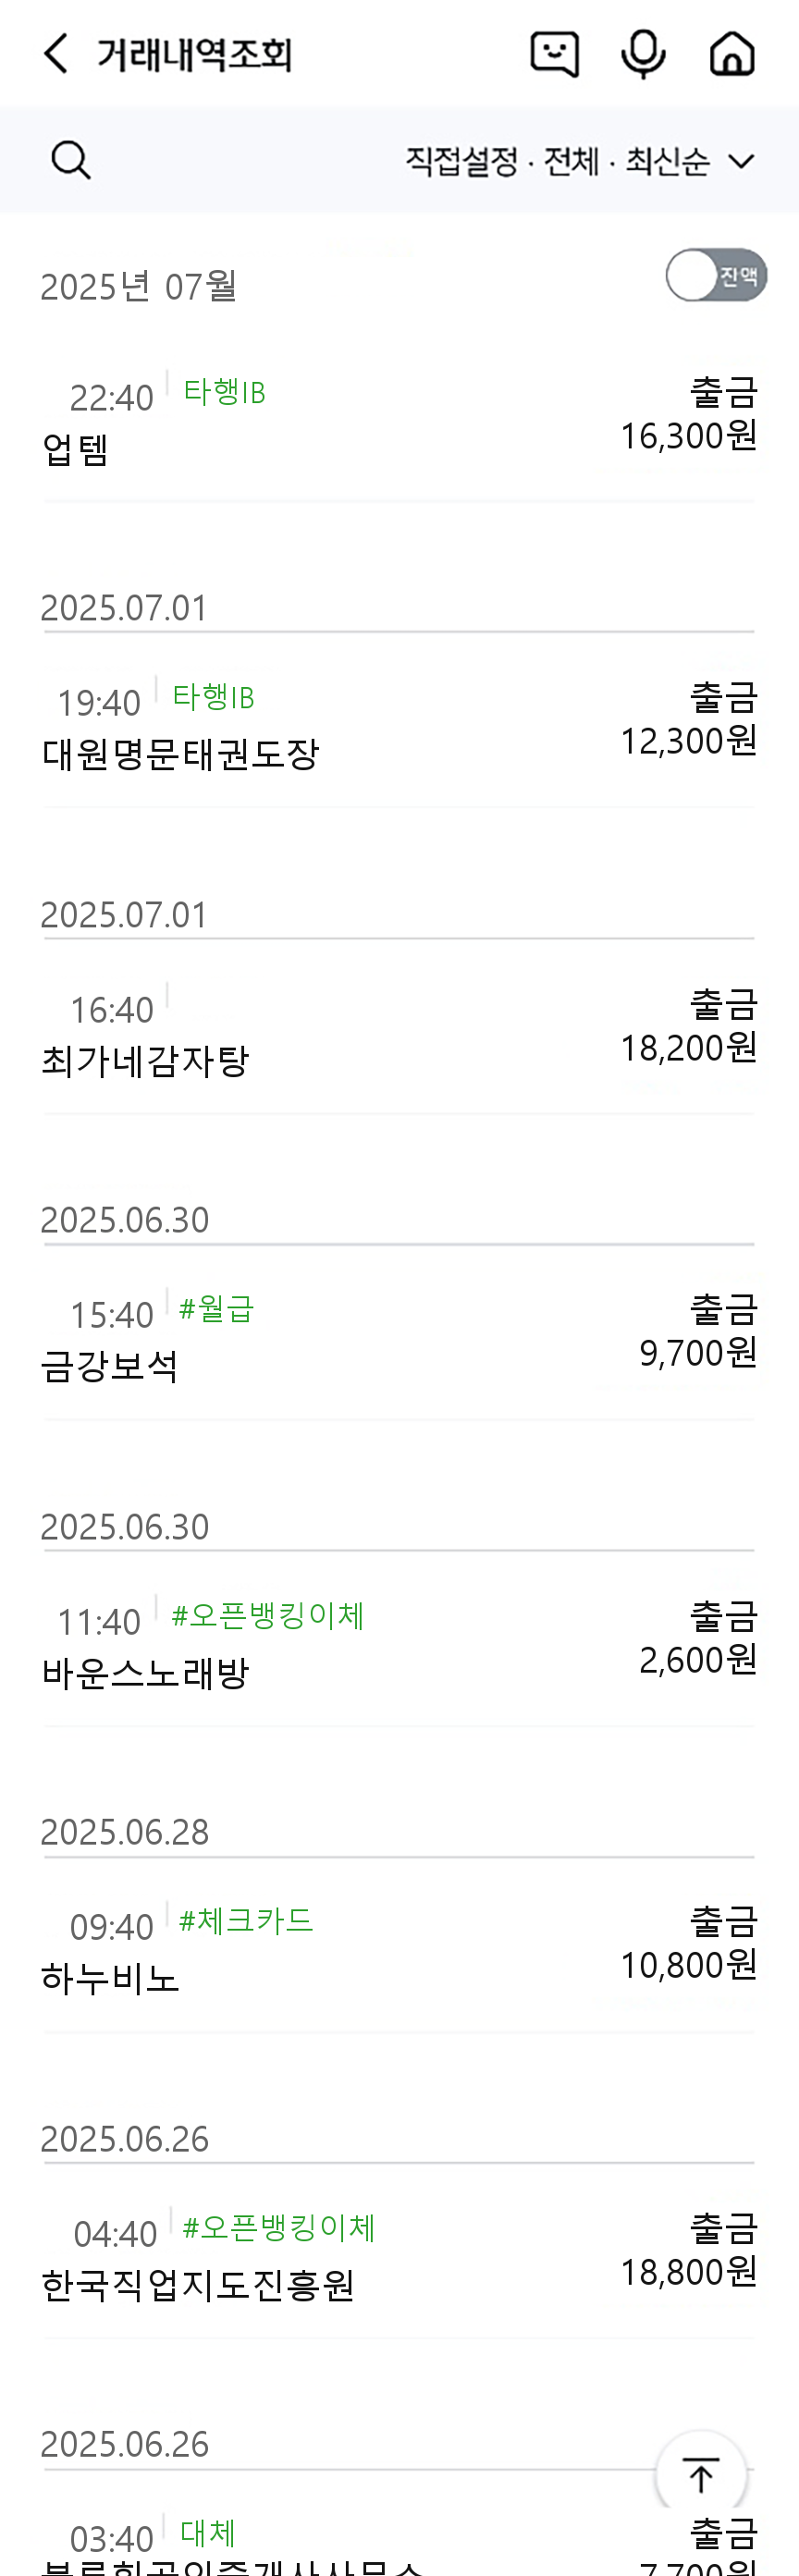 거래내역조회
직접설정 · 전체 · 최신순
2025년 07월
잔액
22:40 타행IB
출금
업템
16,300원
2025.07.01
19:40 타행IB
출금
대원명문태권도장
12,300원
2025.07.01
16:40
출금
최가네감자탕
18,200원
2025.06.30
15:40 #월급
출금
금강보석
9,700원
2025.06.30
11:40 #오픈뱅킹이체
출금
바운스노래방
2,600원
2025.06.28
09:40 #체크카드
출금
하누비노
10,800원
2025.06.26
04:40 #오픈뱅킹이체
출금
한국직업지도진흥원
18,800원
2025.06.26
03:40 대체
출금
7,700원